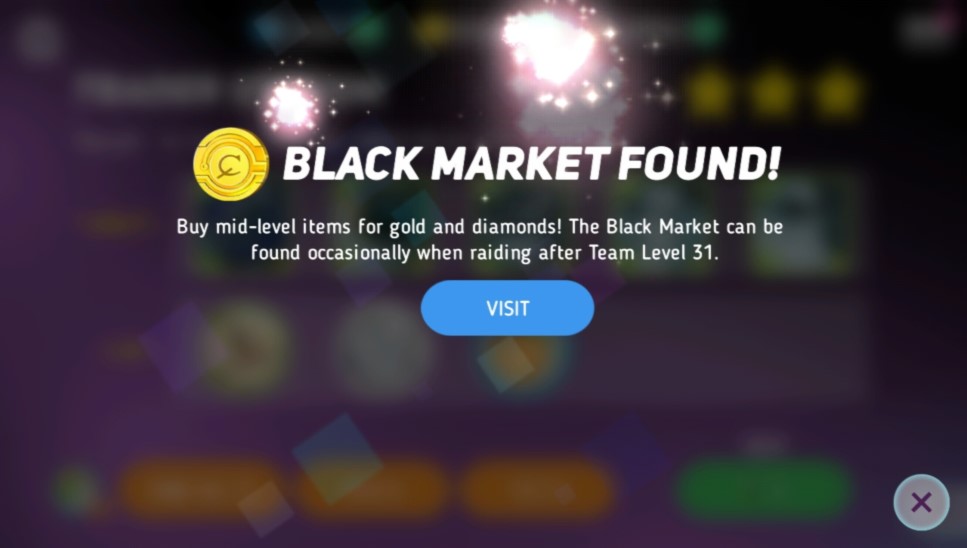 BLACK MARKET FOUND!
Buy mid-level items for gold and diamonds! The Black Market can be
found occasionally when raiding after Team Level 31.
VISIT